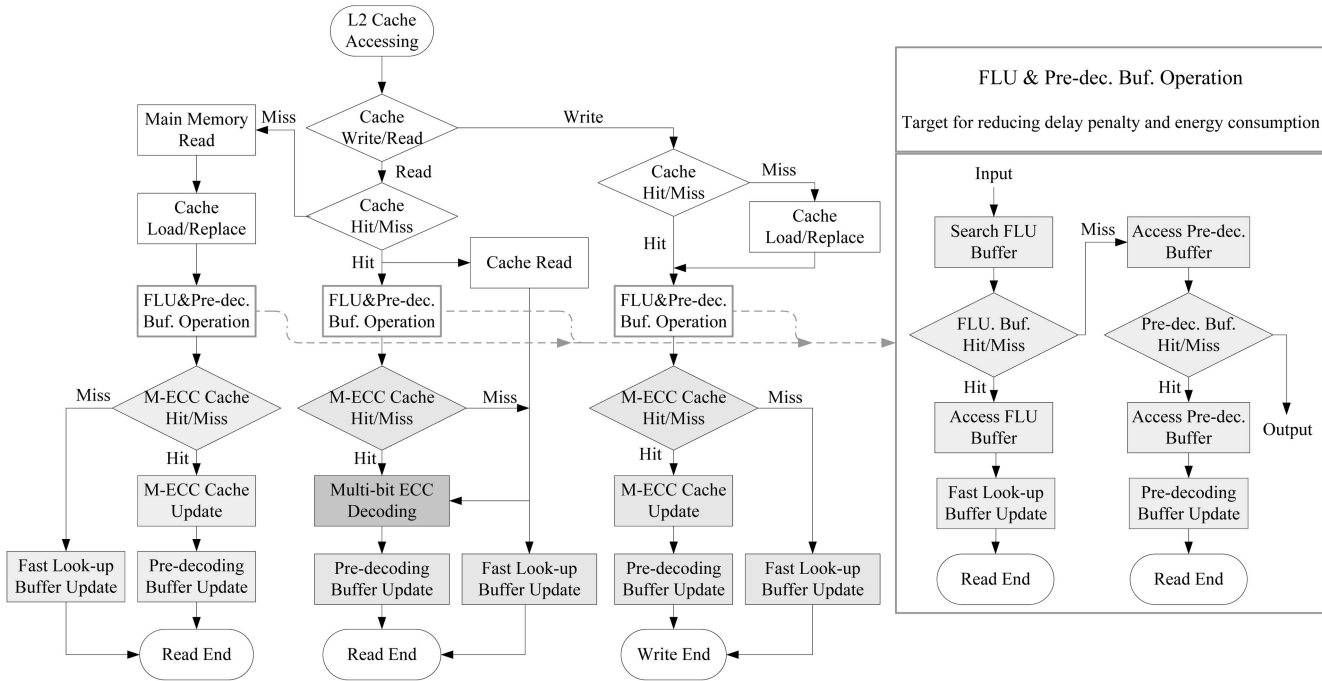 L2 Cache
Accessing
Cache
Write/Read
Write
Read
Miss
Main Memory
Read
Cache
Load/Replace
Cache
Hit/Miss
Hit
Cache Read
Cache
Hit/Miss
Miss
Cache
Load/Replace
Hit
FLU&Pre-dec.
Buf. Operation
FLU&Pre-dec.
Buf. Operation
FLU&Pre-dec.
Buf. Operation
M-ECC Cache
Hit/Miss
Miss
Hit
M-ECC Cache
Update
Fast Look-up
Buffer Update
Pre-decoding
Buffer Update
Read End
M-ECC Cache
Hit/Miss
Miss
Hit
Multi-bit ECC
Decoding
Pre-decoding
Buffer Update
Fast Look-up
Buffer Update
Read End
M-ECC Cache
Hit/Miss
Miss
Hit
M-ECC Cache
Update
Pre-decoding
Buffer Update
Fast Look-up
Buffer Update
Write End
FLU & Pre-dec. Buf. Operation
Target for reducing delay penalty and energy consumption
Input
Search FLU
Buffer
FLU. Buf.
Hit/Miss
Miss
Hit
Access FLU
Buffer
Fast Look-up
Buffer Update
Read End
Access Pre-dec.
Buffer
Pre-dec. Buf.
Hit/Miss
Hit
Output
Access Pre-dec.
Buffer
Pre-decoding
Buffer Update
Read End